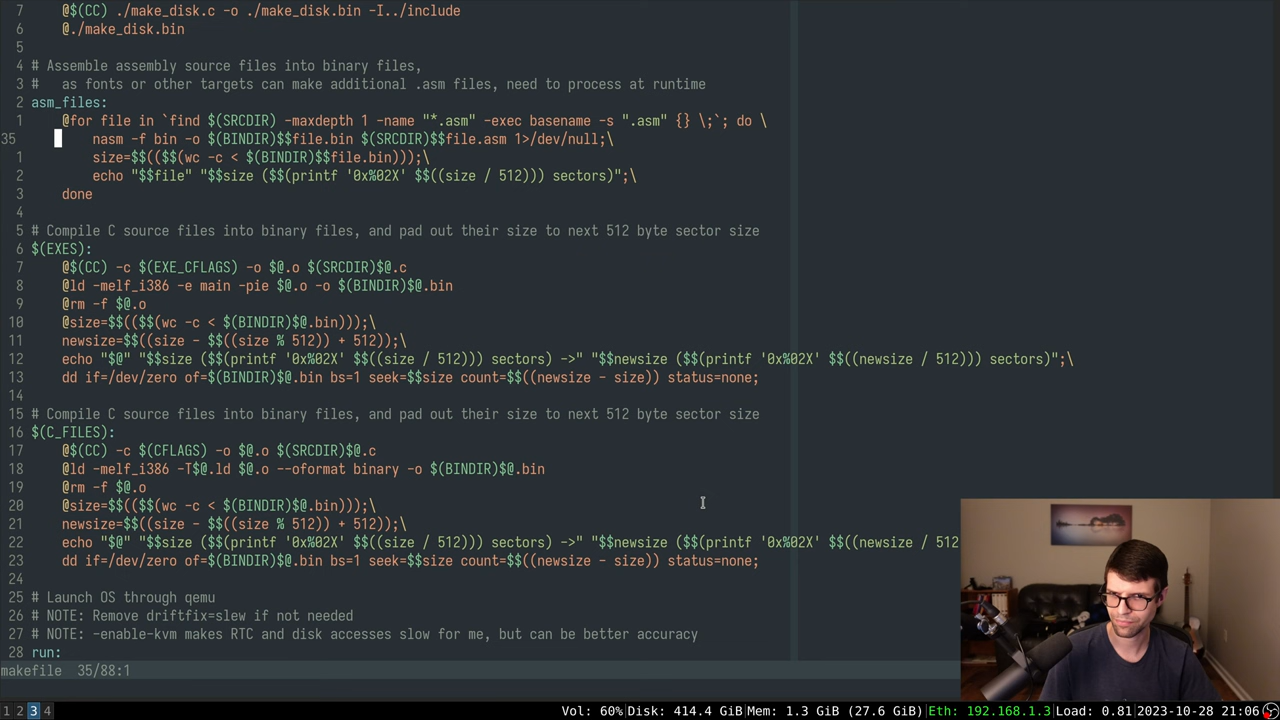 7 @$(CC) ./make_disk.c -o ./make_disk.bin -I../include
6 @./make_disk.bin
5
4 # Assemble assembly source files into binary files,
3 #   as fonts or other targets can make additional .asm files, need to process at runtime
2 asm_files:
1 @for file in `find $(SRCDIR) -maxdepth 1 -name "*.asm" -exec basename -s ".asm" {} \;`; do \
35 nasm -f bin -o $(BINDIR)$$file.bin $(SRCDIR)$$file.asm 1>/dev/null;\
1 size=$$(($$(wc -c < $(BINDIR)$$file.bin)));\
2 echo "$$file" "$$size ($$(printf '0x%02X' $$((size / 512))) sectors)";\
3 done
4
5 # Compile C source files into binary files, and pad out their size to next 512 byte sector size
6 $(EXES):
7 @$(CC) -c $(EXE_CFLAGS) -o $@.o $(SRCDIR)$@.c
8 @ld -melf_i386 -e main -pie $@.o -o $(BINDIR)$@.bin
9 @rm -f $@.o
10 @size=$$(($$(wc -c < $(BINDIR)$@.bin)));\
11 newsize=$$((size - $$((size % 512)) + 512));\
12 echo "$@" "$$size ($$(printf '0x%02X' $$((size / 512))) sectors) ->" "$$newsize ($$(printf '0x%02X' $$((newsize / 512))) sectors)";\
13 dd if=/dev/zero of=$(BINDIR)$@.bin bs=1 seek=$$size count=$$((newsize - size)) status=none;
14
15 # Compile C source files into binary files, and pad out their size to next 512 byte sector size
16 $(C_FILES):
17 @$(CC) -c $(CFLAGS) -o $@.o $(SRCDIR)$@.c
18 @ld -melf_i386 -T$@.ld $@.o --oformat binary -o $(BINDIR)$@.bin
19 @rm -f $@.o
20 @size=$$(($$(wc -c < $(BINDIR)$@.bin)));\
21 newsize=$$((size - $$((size % 512)) + 512));\
22 echo "$@" "$$size ($$(printf '0x%02X' $$((size / 512))) sectors) ->" "$$newsize ($$(printf '0x%02X' $$((newsize / 512
23 dd if=/dev/zero of=$(BINDIR)$@.bin bs=1 seek=$$size count=$$((newsize - size)) status=none;
24
25 # Launch OS through qemu
26 # NOTE: Remove driftfix=slew if not needed
27 # NOTE: -enable-kvm makes RTC and disk accesses slow for me, but can be better accuracy
28 run:
makefile 35/88:1
1 2 3 4 Vol: 60%|Disk: 414.4 GiB|Mem: 1.3 GiB (27.6 GiB)|Eth: 192.168.1.3|Load: 0.81|2023-10-28 21:06